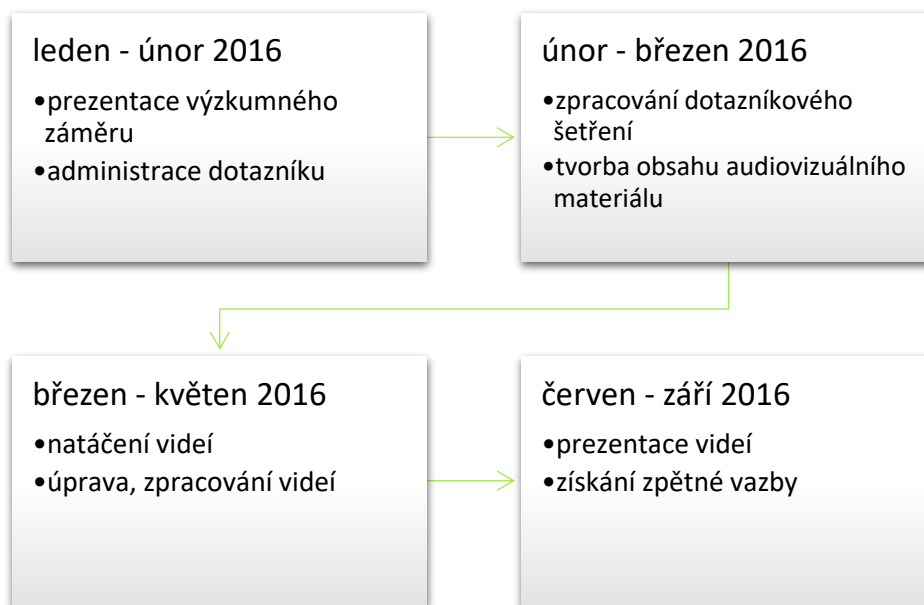 leden - únor 2016
•prezentace výzkumného
záměru
•administrace dotazníku
únor - březen 2016
•zpracování dotazníkového
šetření
•tvorba obsahu audiovizuálního
materiálu
březen - květen 2016
•natáčení videí
•úprava, zpracování videí
červen - září 2016
•prezentace videí
•získání zpětné vazby